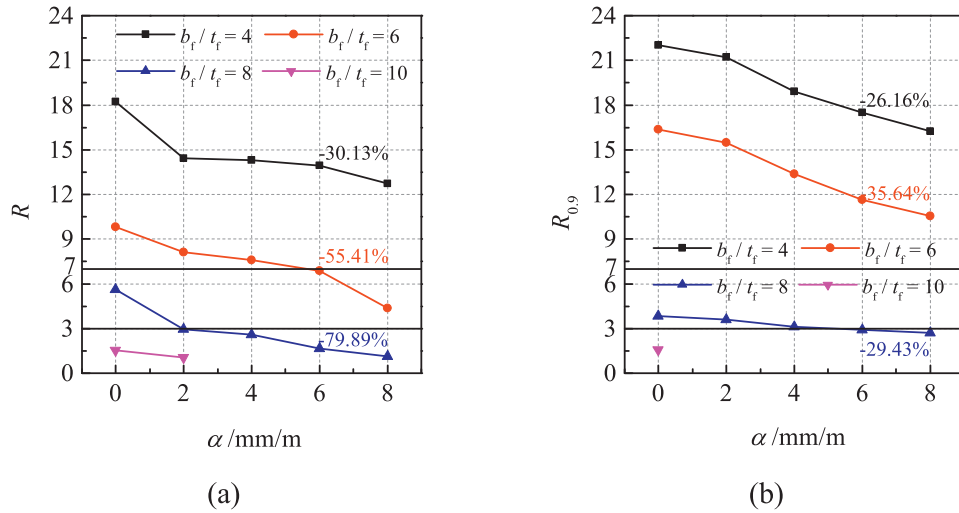 24
21
18
15
12
9
7
6
3
0
R
b_f / t_f = 4
b_f / t_f = 6
b_f / t_f = 8
b_f / t_f = 10
-30.13%
-55.41%
-79.89%
0 2 4 6 8
α /mm/m
(a)
24
21
18
15
12
9
7
6
3
0
R_0.9
-26.16%
-35.64%
b_f / t_f = 4
b_f / t_f = 6
b_f / t_f = 8
b_f / t_f = 10
-29.43%
0 2 4 6 8
α /mm/m
(b)